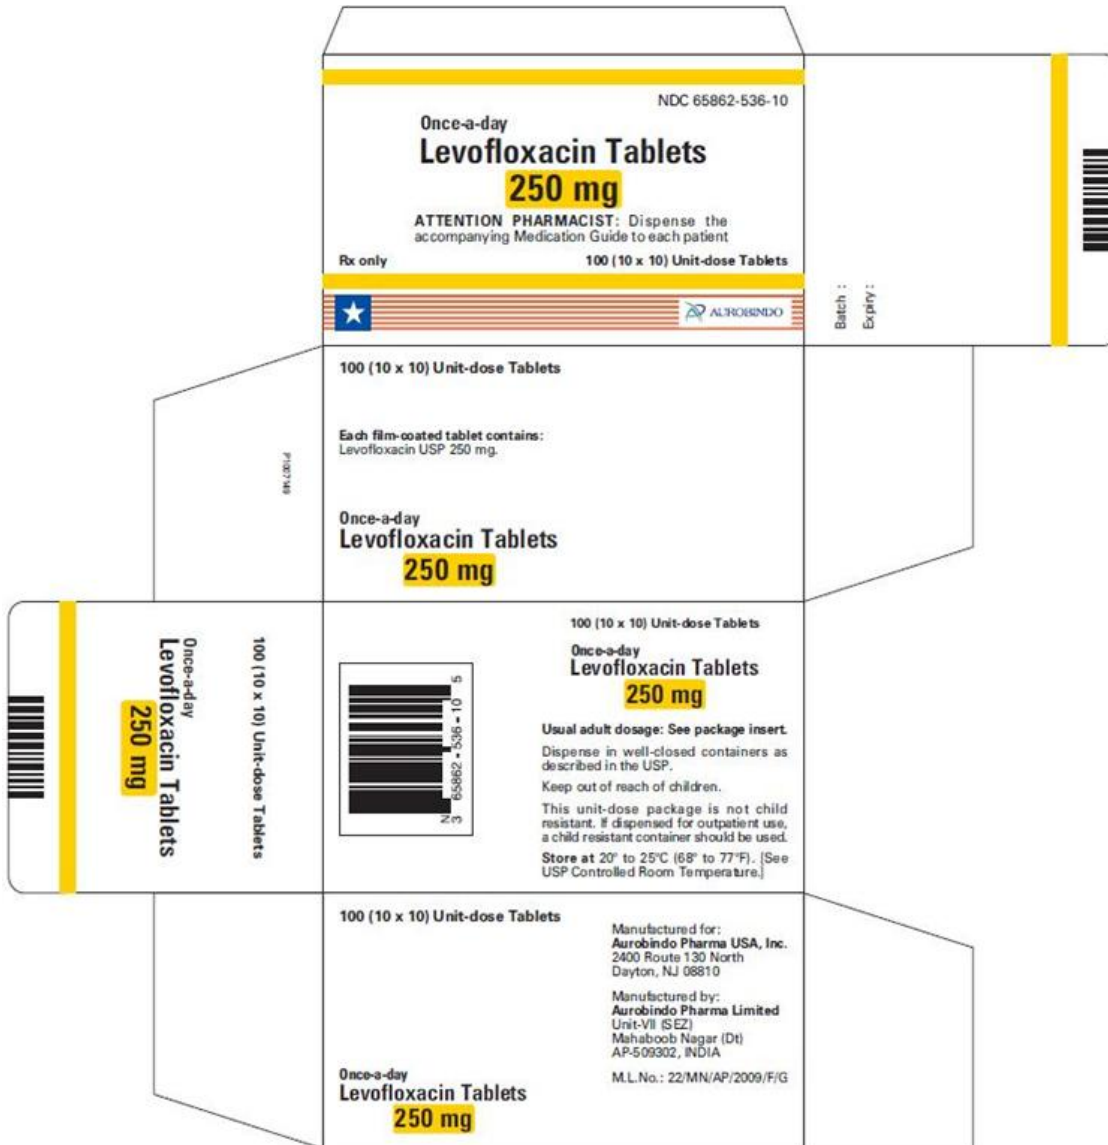 NDC 65862-536-10
Once-a-day
Levofloxacin Tablets
250 mg
ATTENTION PHARMACIST: Dispense the
accompanying Medication Guide to each patient
Rx only 100 (10 x 10) Unit-dose Tablets
AUROBINDO
Batch :
Expiry :
100 (10 x 10) Unit-dose Tablets
Each film-coated tablet contains:
Levofloxacin USP 250 mg.
P1007149
Once-a-day
Levofloxacin Tablets
250 mg
100 (10 x 10) Unit-dose Tablets
Once-a-day
Levofloxacin Tablets
250 mg
N
3 65862-536-10 5
100 (10 x 10) Unit-dose Tablets
Once-a-day
Levofloxacin Tablets
250 mg
Usual adult dosage: See package insert.
Dispense in well-closed containers as
described in the USP.
Keep out of reach of children.
This unit-dose package is not child
resistant. If dispensed for outpatient use,
a child resistant container should be used.
Store at 20° to 25°C (68° to 77°F). [See
USP Controlled Room Temperature.]
100 (10 x 10) Unit-dose Tablets
Manufactured for:
Aurobindo Pharma USA, Inc.
2400 Route 130 North
Dayton, NJ 08810
Manufactured by:
Aurobindo Pharma Limited
Unit-VII (SEZ)
Mahaboob Nagar (Dt)
AP-509302, INDIA
M.L.No.: 22/MN/AP/2009/F/G
Once-a-day
Levofloxacin Tablets
250 mg